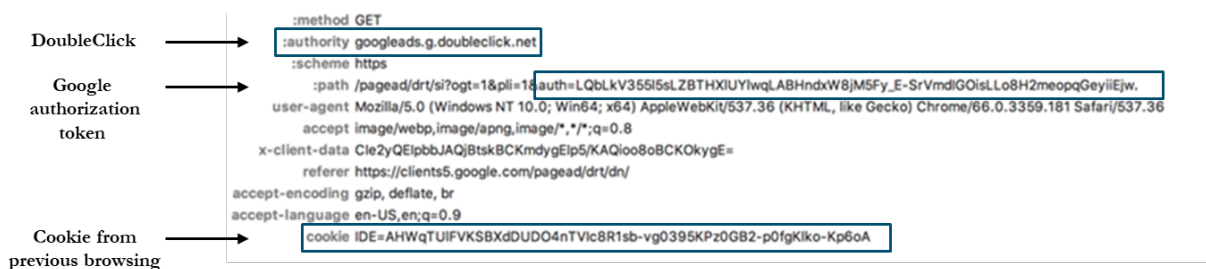 :method GET
DoubleClick
:authority googleads.g.doubleclick.net
:scheme https
Google authorization token
:path /pagead/drt/si?ogt=1&pli=1&auth=LQbLkV355I5sLZBTHXlUYlwqLABHndxW8jM5Fy_E-SrVmdlGOisLLo8H2meopqGeyiiEjw.
user-agent Mozilla/5.0 (Windows NT 10.0; Win64; x64) AppleWebKit/537.36 (KHTML, like Gecko) Chrome/66.0.3359.181 Safari/537.36
accept image/webp,image/apng,image/*,*/*;q=0.8
x-client-data CIe2yQEIpbbJAQjBtskBCKmdygEIp5/KAQioo8oBCKOkygE=
referer https://clients5.google.com/pagead/drt/dn/
accept-encoding gzip, deflate, br
accept-language en-US,en;q=0.9
Cookie from previous browsing
cookie IDE=AHWqTUlFVKSBXdDUDO4nTVIc8R1sb-vg0395KPz0GB2-p0fgKlko-Kp6oA